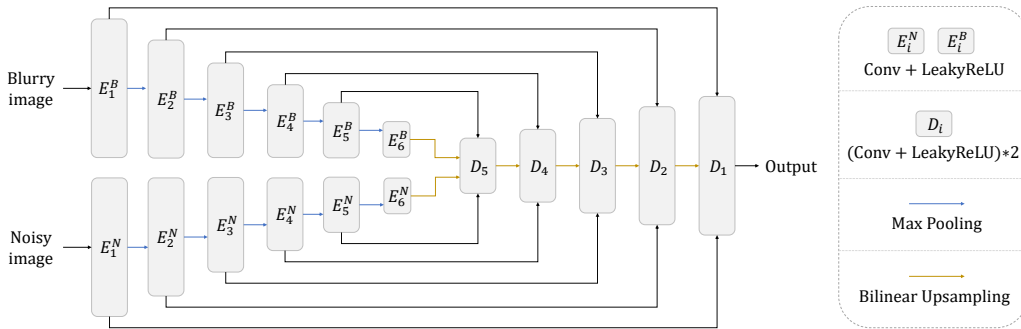 Blurry
image
E_1^B
E_2^B
E_3^B
E_4^B
E_5^B
E_6^B
Noisy
image
E_1^N
E_2^N
E_3^N
E_4^N
E_5^N
E_6^N
D_5
D_4
D_3
D_2
D_1
Output
E_i^N E_i^B
Conv + LeakyReLU
D_i
(Conv + LeakyReLU)*2
Max Pooling
Bilinear Upsampling